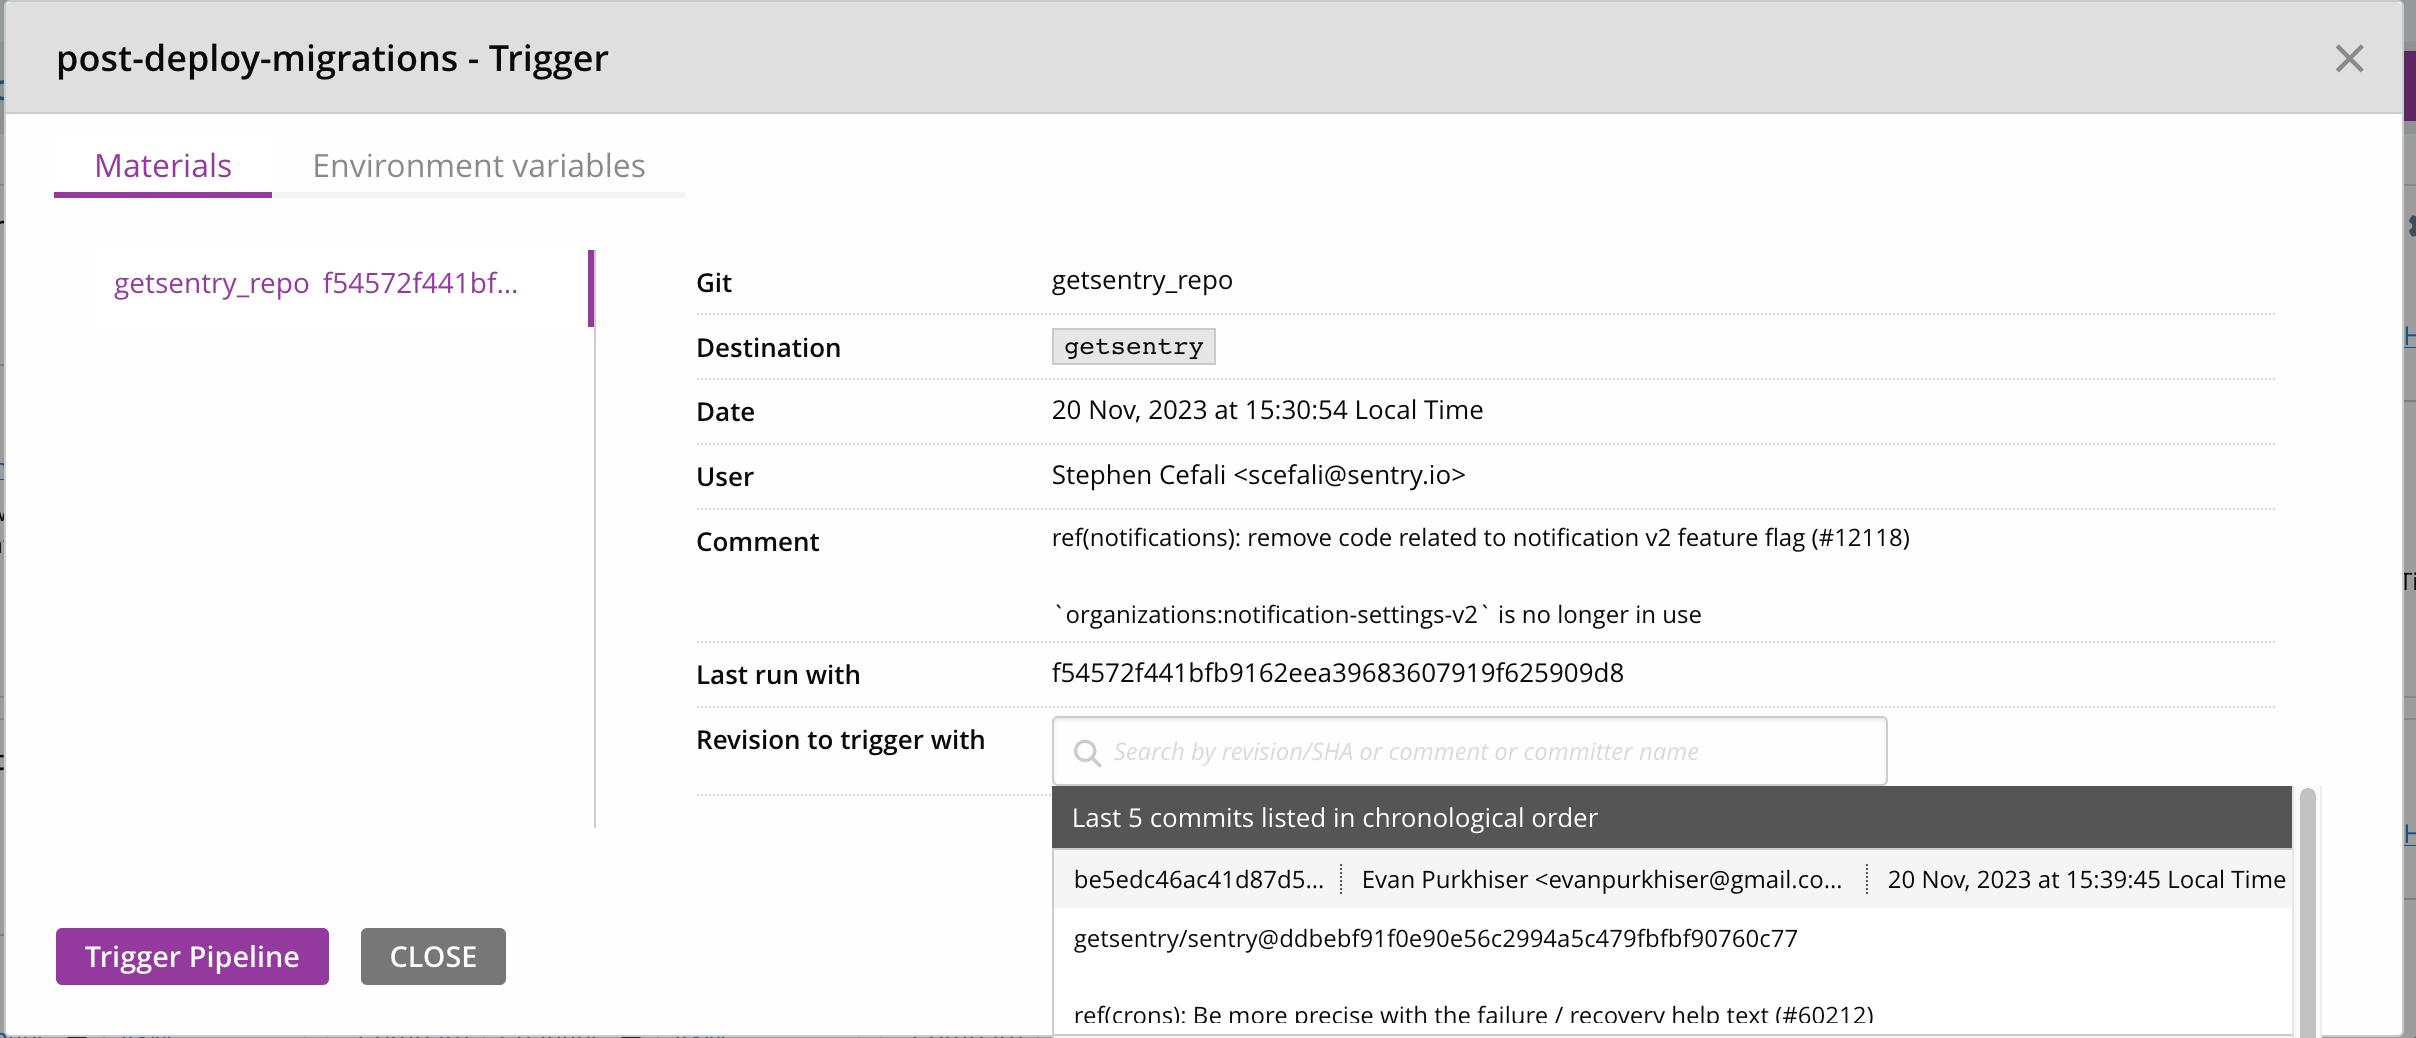 post-deploy-migrations - Trigger
Materials
Environment variables
getsentry_repo f54572f441bf...
Git
getsentry_repo
Destination
getsentry
Date
20 Nov, 2023 at 15:30:54 Local Time
User
Stephen Cefali <scefali@sentry.io>
Comment
ref(notifications): remove code related to notification v2 feature flag (#12118)
`organizations:notification-settings-v2` is no longer in use
Last run with
f54572f441bfb9162eea39683607919f625909d8
Revision to trigger with
Search by revision/SHA or comment or committer name
Last 5 commits listed in chronological order
be5edc46ac41d87d5...
Evan Purkhiser <evanpurkhiser@gmail.co...
20 Nov, 2023 at 15:39:45 Local Time
getsentry/sentry@ddbebf91f0e90e56c2994a5c479fbfbf90760c77
ref(crons): Be more precise with the failure / recovery help text (#60212)
Trigger Pipeline
CLOSE